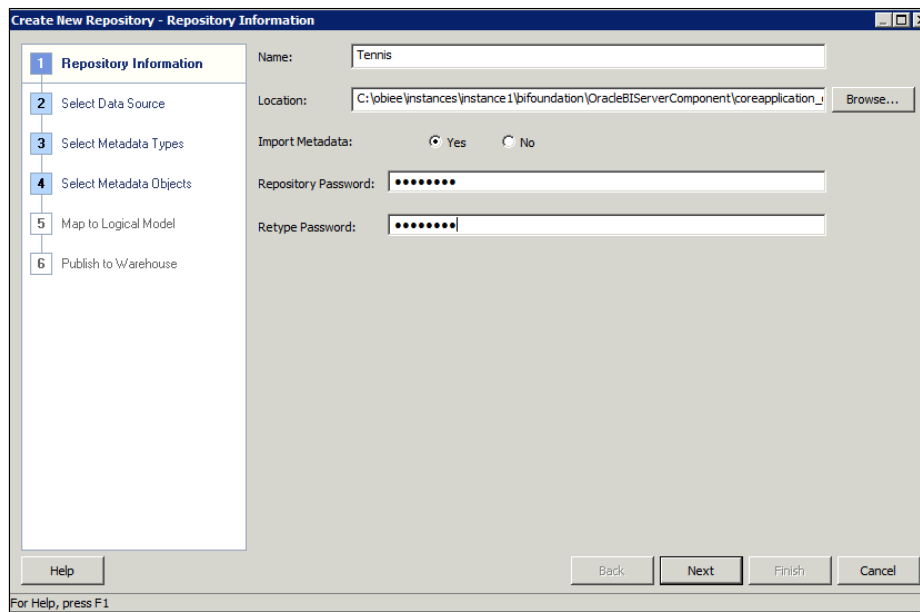 Create New Repository - Repository Information
1 Repository Information
2 Select Data Source
3 Select Metadata Types
4 Select Metadata Objects
5 Map to Logical Model
6 Publish to Warehouse
Name: Tennis
Location: C:\obiee\instances\instance1\bifoundation\OracleBIServerComponent\coreapplication_ Browse...
Import Metadata: Yes No
Repository Password: ••••••••
Retype Password: ••••••••
Help Back Next Finish Cancel
For Help, press F1